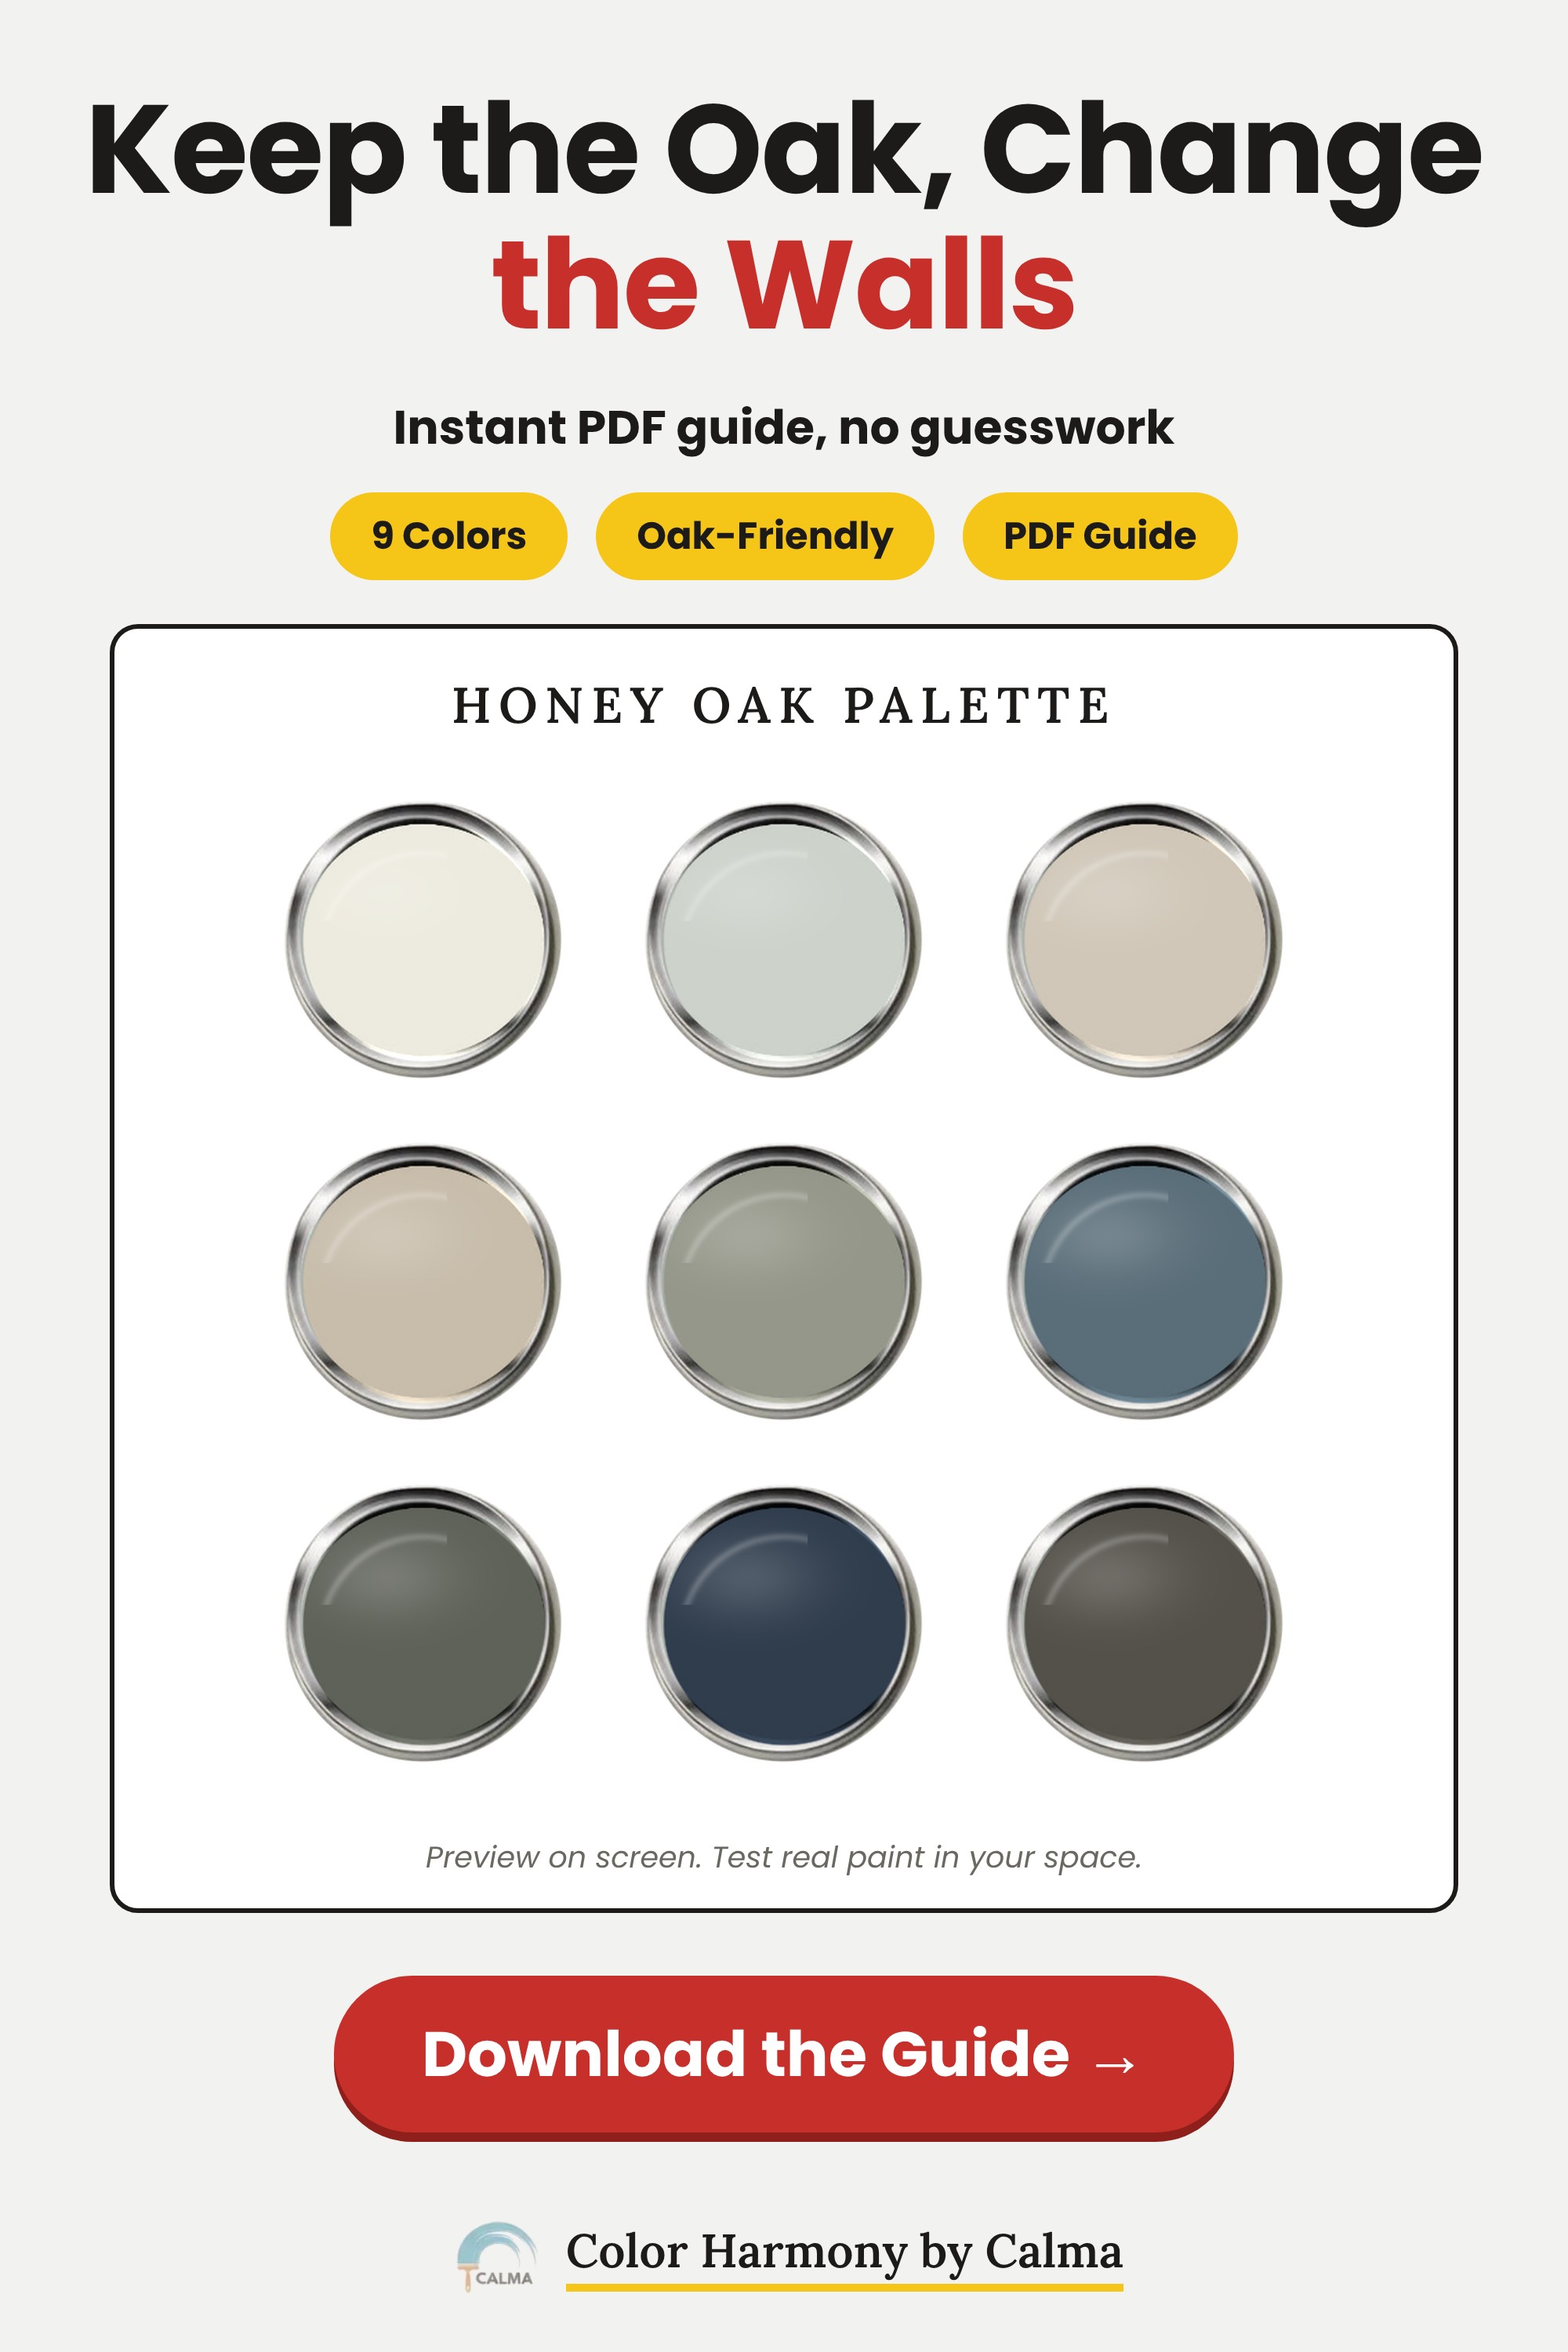 Keep the Oak, Change
the Walls
Instant PDF guide, no guesswork
9 Colors
Oak-Friendly
PDF Guide
HONEY OAK PALETTE
Preview on screen. Test real paint in your space.
Download the Guide →
CALMA
Color Harmony by Calma